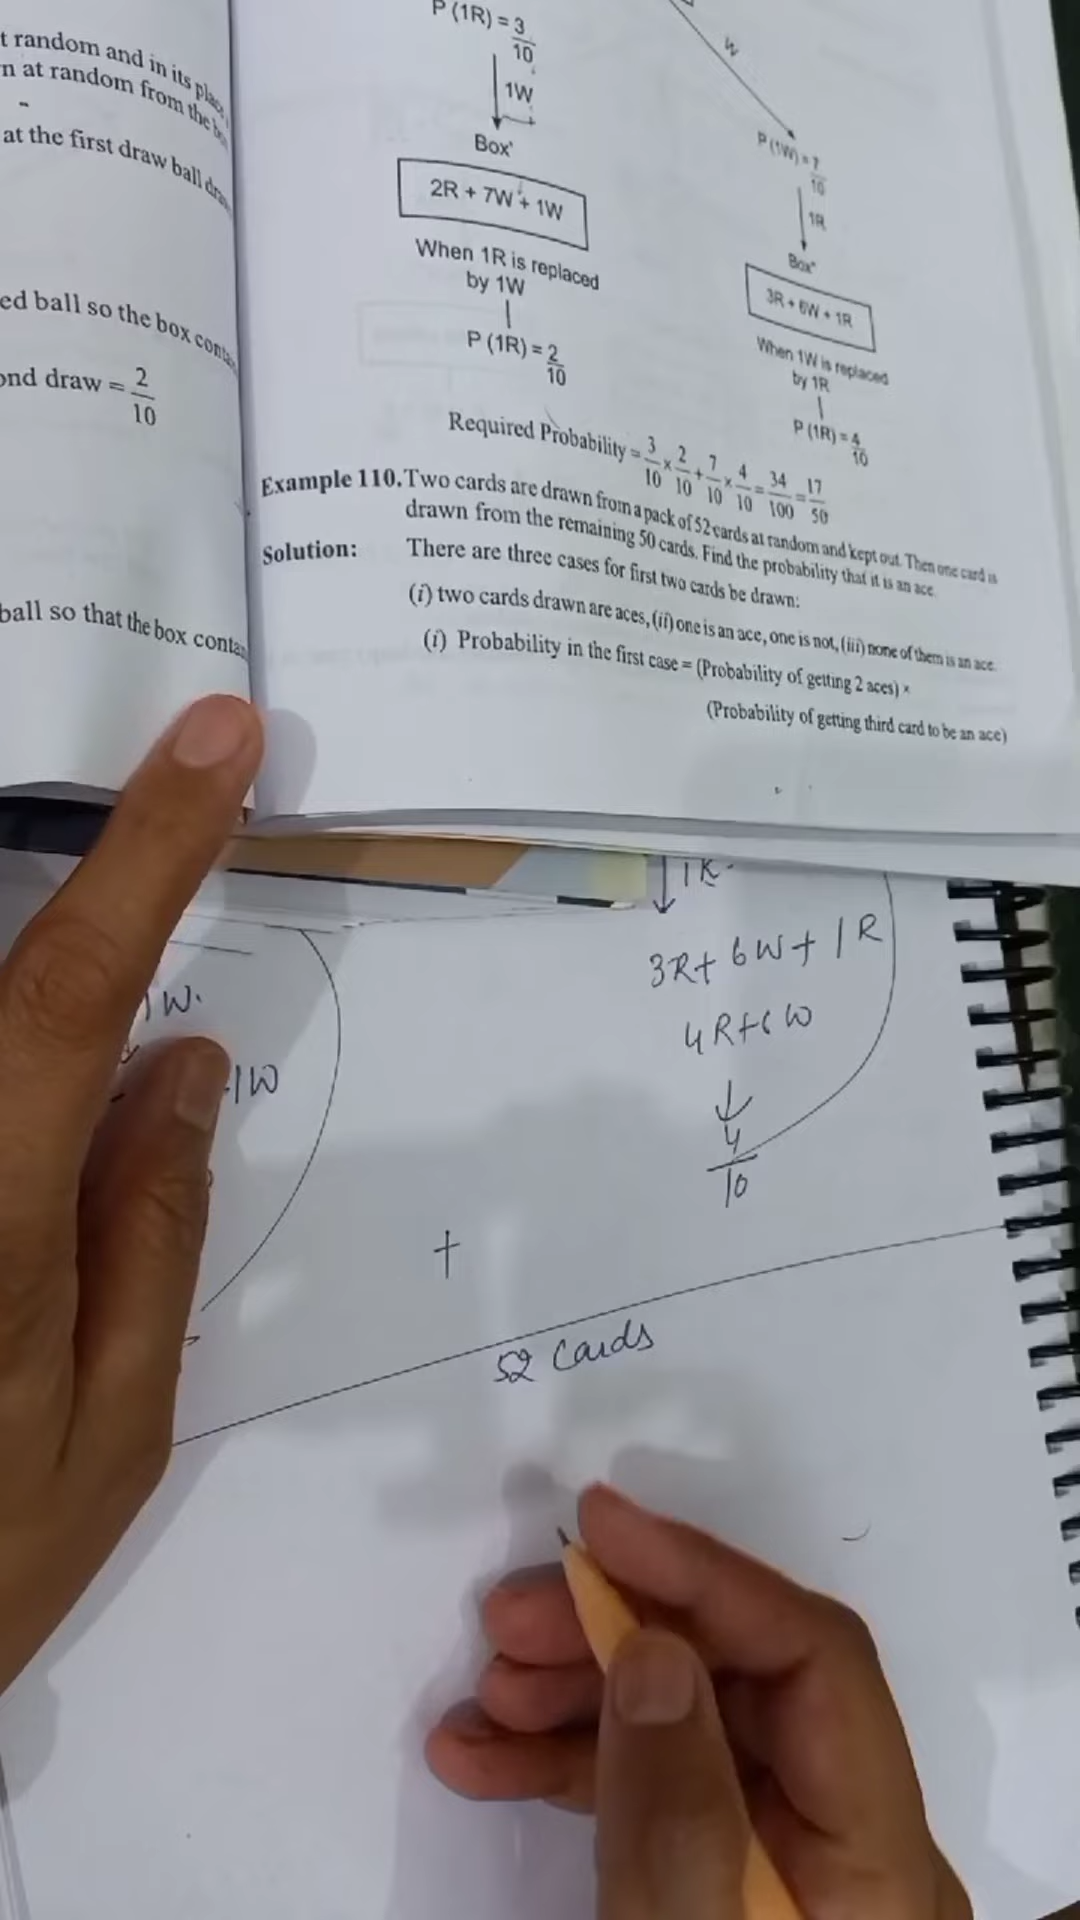 t random and in its place
n at random from the
at the first draw ball
ed ball so the box
ond draw = 2/10
ball so that the box
P (1R) = 3/10
1W
Box'
2R + 7W + 1W
When 1R is replaced
by 1W
P (1R) = 2/10
W
P (1W) = 7/10
1R
Box"
3R + 6W + 1R
When 1W is replaced
by 1R
P (1R) = 4/10
Required Probability = 3/10 × 2/10 + 7/10 × 4/10 = 34/100 = 17/50
Example 110. Two cards are drawn from a pack of 52 cards at random and kept out. Then one card is
drawn from the remaining 50 cards. Find the probability that it is an ace.
Solution: There are three cases for first two cards be drawn:
(i) two cards drawn are aces, (ii) one is an ace, one is not, (iii) none of them is an ace.
(i) Probability in the first case = (Probability of getting 2 aces) ×
(Probability of getting third card to be an ace)
1R.
3R + 6W + 1R
4R + 6W
4/10
1W.
1W
+
52 Cards